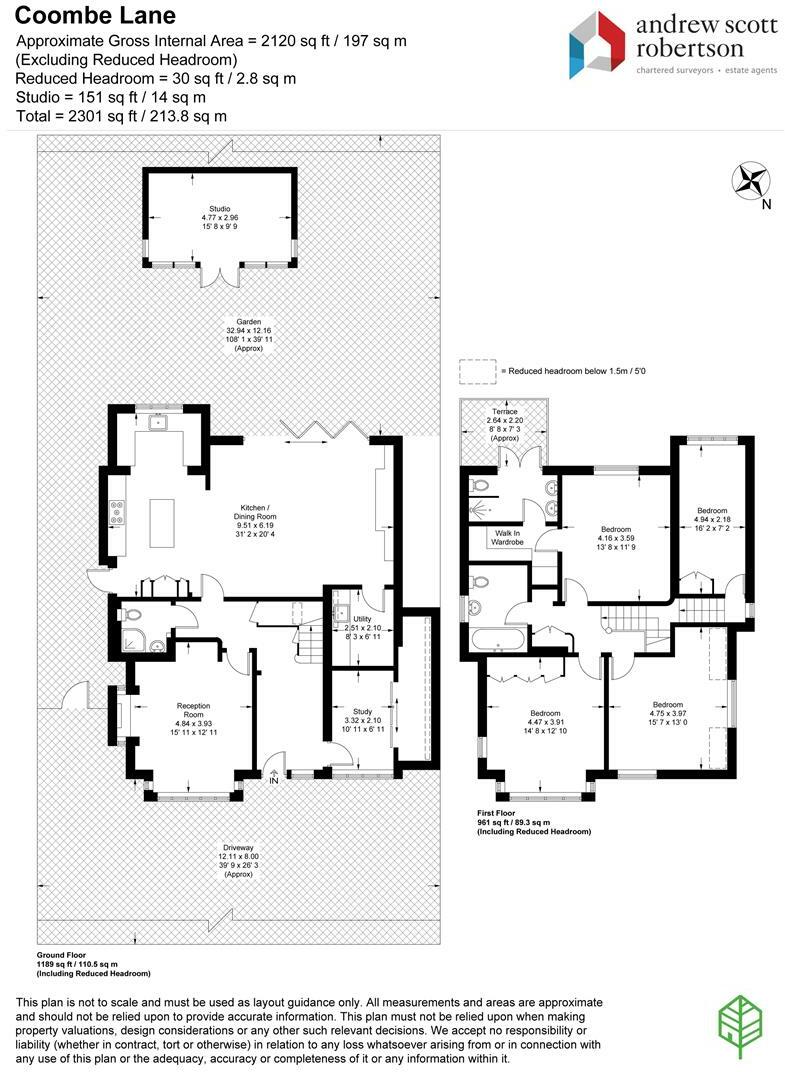 Coombe Lane
Approximate Gross Internal Area = 2120 sq ft / 197 sq m
(Excluding Reduced Headroom)
Reduced Headroom = 30 sq ft / 2.8 sq m
Studio = 151 sq ft / 14 sq m
Total = 2301 sq ft / 213.8 sq m
andrew scott
robertson
chartered surveyors • estate agents
N
Studio
4.77 x 2.96
15' 8 x 9' 9
Garden
32.94 x 12.16
108' 1 x 39' 11
(Approx)
= Reduced headroom below 1.5m / 5'0
Terrace
2.64 x 2.20
8' 8 x 7' 3
(Approx)
Kitchen /
Dining Room
9.51 x 6.19
31' 2 x 20' 4
Walk In
Wardrobe
Bedroom
4.16 x 3.59
13' 8 x 11' 9
Bedroom
4.94 x 2.18
16' 2 x 7' 2
Utility
2.51 x 2.10
8' 3 x 6' 11
Reception
Room
4.84 x 3.93
15' 11 x 12' 11
Study
3.32 x 2.10
10' 11 x 6' 11
Bedroom
4.47 x 3.91
14' 8 x 12' 10
Bedroom
4.75 x 3.97
15' 7 x 13' 0
IN
First Floor
961 sq ft / 89.3 sq m
(Including Reduced Headroom)
Driveway
12.11 x 8.00
39' 9 x 26' 3
(Approx)
Ground Floor
1189 sq ft / 110.5 sq m
(Including Reduced Headroom)
This plan is not to scale and must be used as layout guidance only. All measurements and areas are approximate
and should not be relied upon to provide accurate information. This plan must not be relied upon when making
property valuations, design considerations or any other such relevant decisions. We accept no responsibility or
liability (whether in contract, tort or otherwise) in relation to any loss whatsoever arising from or in connection with
any use of this plan or the adequacy, accuracy or completeness of it or any information within it.